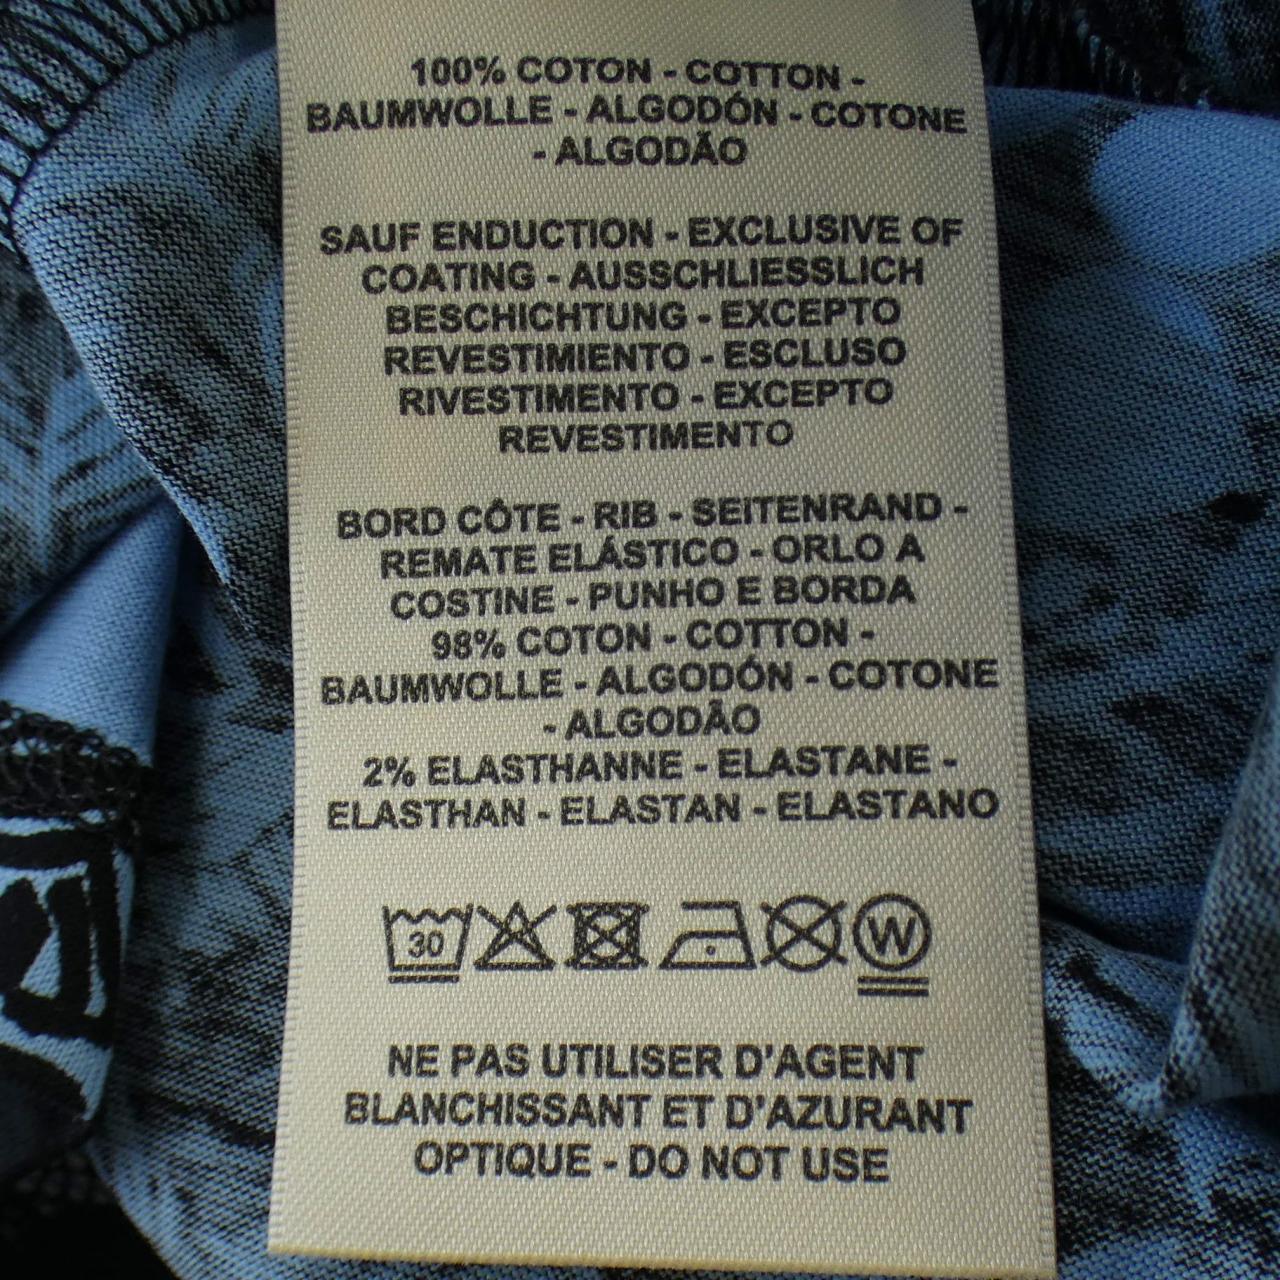 100% COTON - COTTON -
BAUMWOLLE - ALGODÓN - COTONE
- ALGODÃO
SAUF ENDUCTION - EXCLUSIVE OF
COATING - AUSSCHLIESSLICH
BESCHICHTUNG - EXCEPTO
REVESTIMIENTO - ESCLUSO
RIVESTIMENTO - EXCEPTO
REVESTIMENTO
BORD CÔTE - RIB - SEITENRAND -
REMATE ELÁSTICO - ORLO A
COSTINE - PUNHO E BORDA
98% COTON - COTTON -
BAUMWOLLE - ALGODÓN - COTONE
- ALGODÃO
2% ELASTHANNE - ELASTANE -
ELASTHAN - ELASTAN - ELASTANO
30 W
NE PAS UTILISER D'AGENT
BLANCHISSANT ET D'AZURANT
OPTIQUE - DO NOT USE